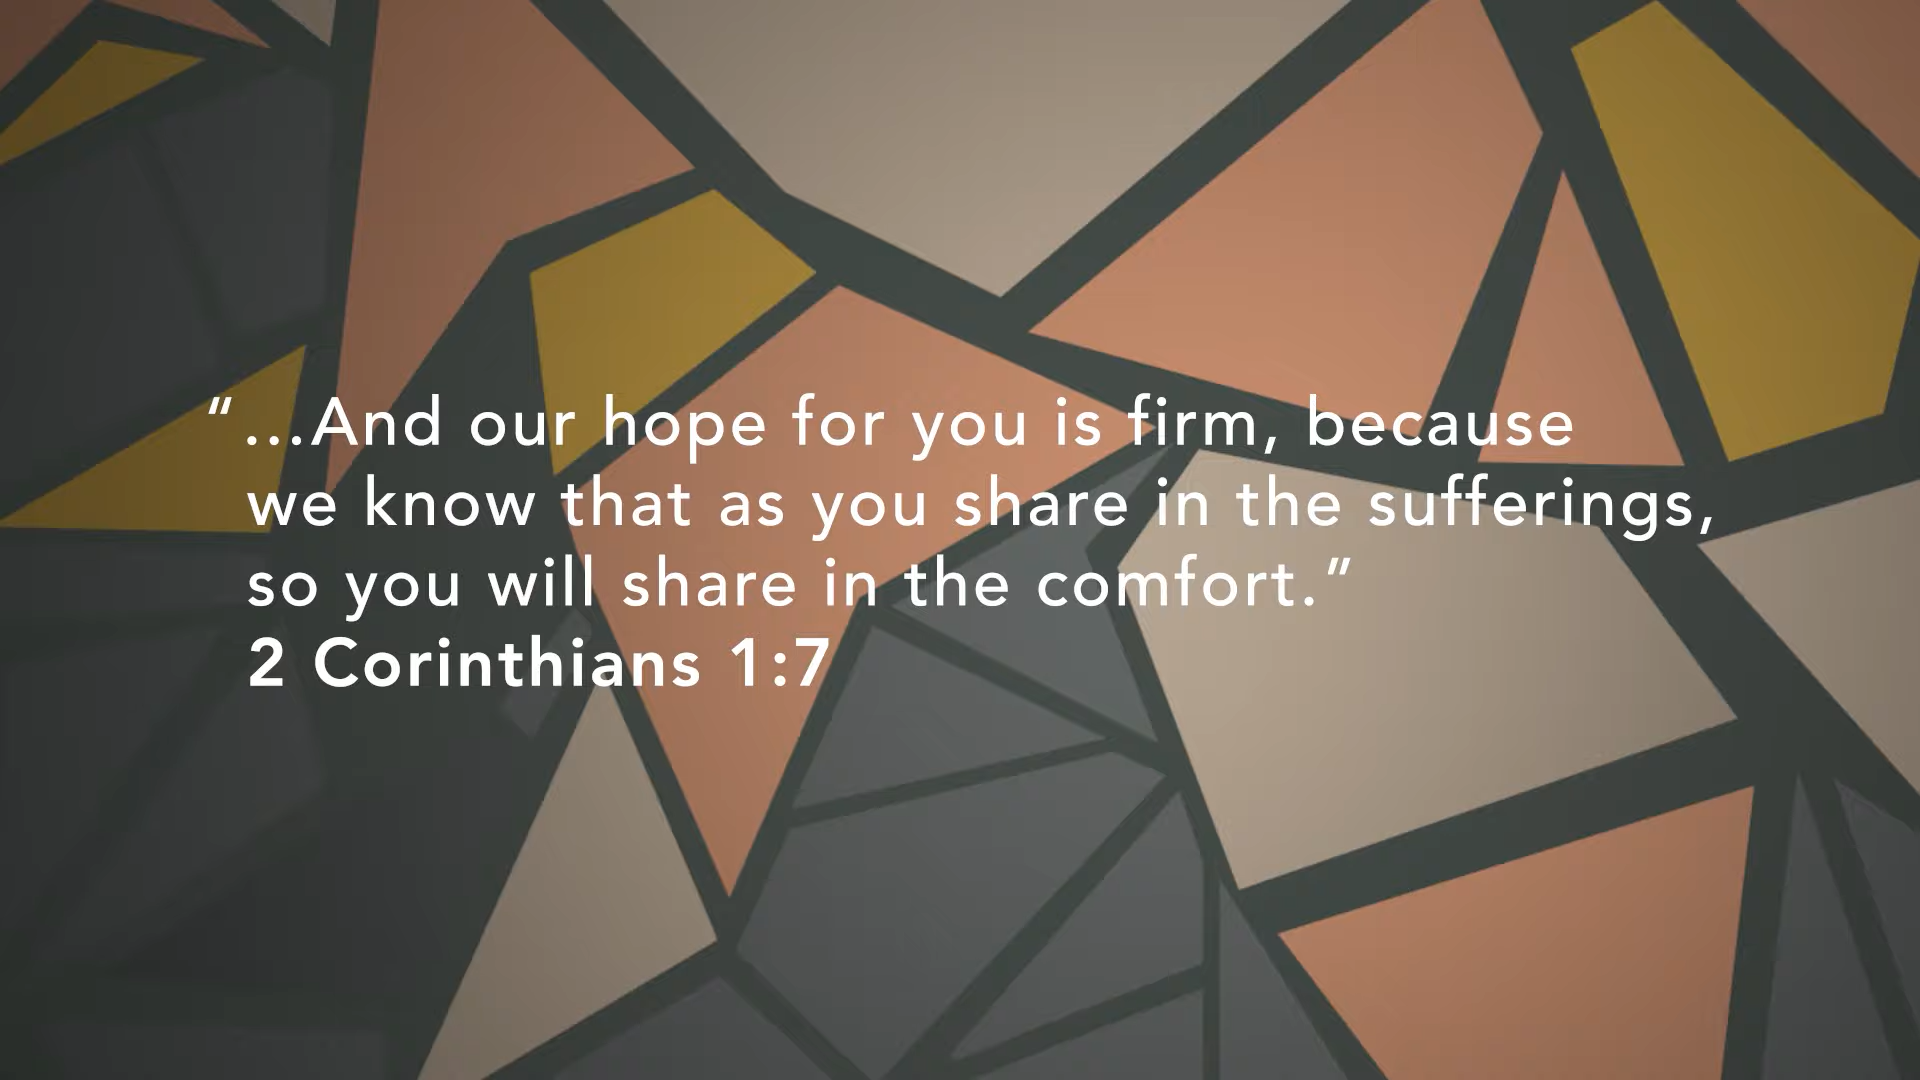 “...And our hope for you is firm, because
we know that as you share in the sufferings,
so you will share in the comfort.”
2 Corinthians 1:7